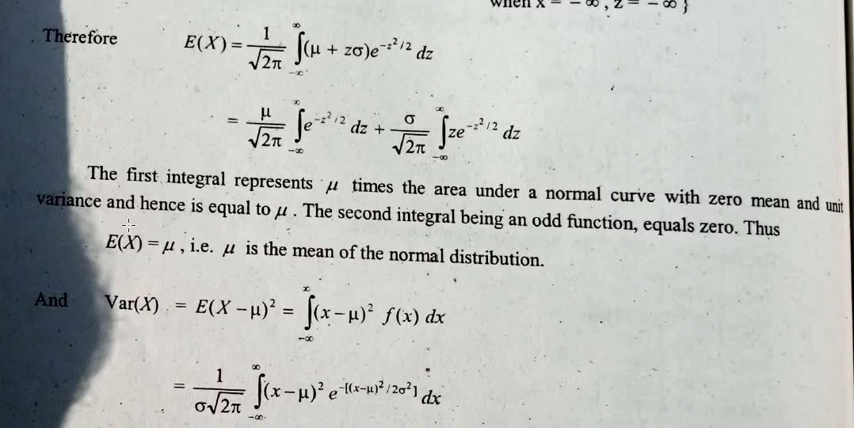 when x = – ∞, z = – ∞ }
Therefore E(X) = 1/√2π ∫_{-∞}^{∞} (μ + zσ)e^{-z²/2} dz
= μ/√2π ∫_{-∞}^{∞} e^{-z²/2} dz + σ/√2π ∫_{-∞}^{∞} ze^{-z²/2} dz
The first integral represents μ times the area under a normal curve with zero mean and unit
variance and hence is equal to μ. The second integral being an odd function, equals zero. Thus
E(X) = μ, i.e. μ is the mean of the normal distribution.
And Var(X) = E(X – μ)² = ∫_{-∞}^{∞} (x – μ)² f(x) dx
= 1/σ√2π ∫_{-∞}^{∞} (x – μ)² e^{-[(x–μ)²/2σ²]} dx